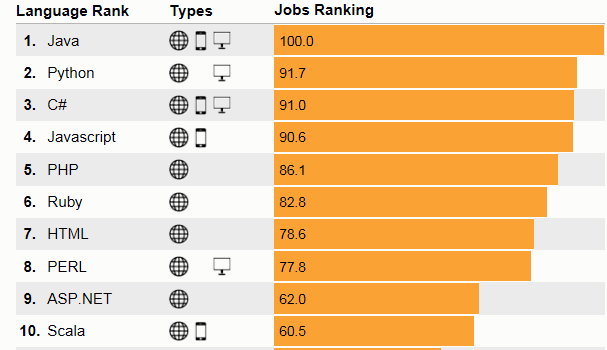 Language Rank Types Jobs Ranking
1. Java 100.0
2. Python 91.7
3. C# 91.0
4. Javascript 90.6
5. PHP 86.1
6. Ruby 82.8
7. HTML 78.6
8. PERL 77.8
9. ASP.NET 62.0
10. Scala 60.5